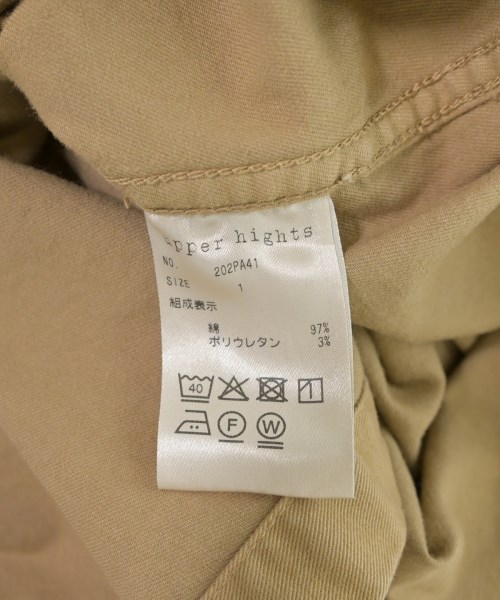 upper hights
NO. 202PA41
SIZE 1
組成表示
綿 97%
ポリウレタン 3%
40
F W